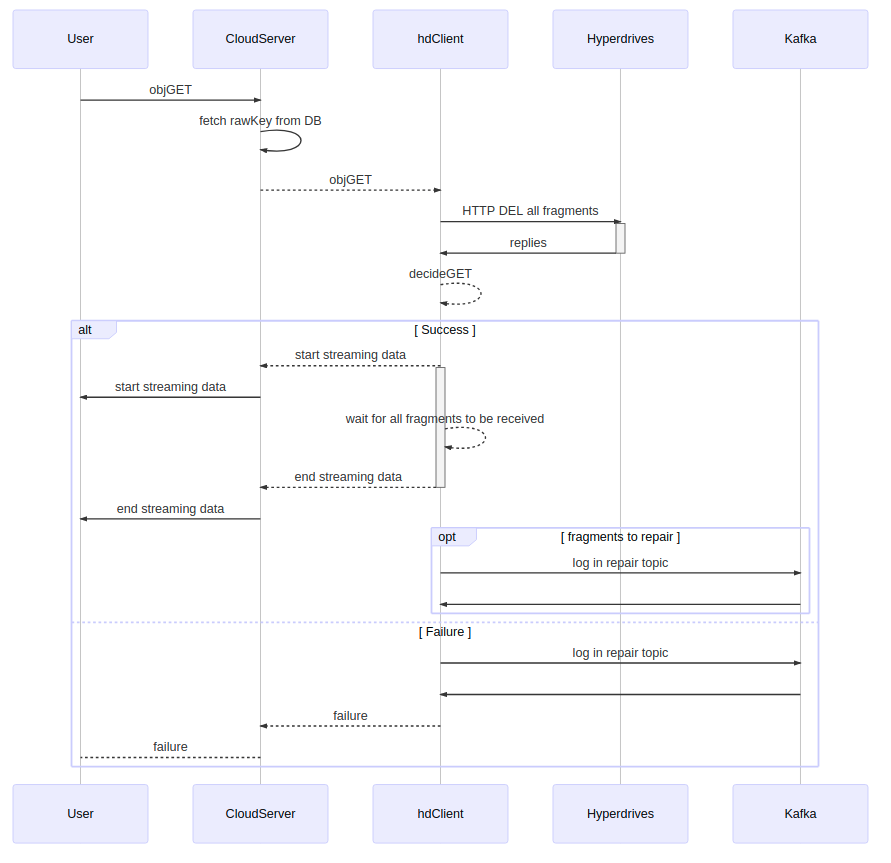 User
CloudServer
hdClient
Hyperdrives
Kafka
objGET
fetch rawKey from DB
objGET
HTTP DEL all fragments
replies
decideGET
alt
[ Success ]
start streaming data
start streaming data
wait for all fragments to be received
end streaming data
end streaming data
opt
[ fragments to repair ]
log in repair topic
[ Failure ]
log in repair topic
failure
failure
User
CloudServer
hdClient
Hyperdrives
Kafka